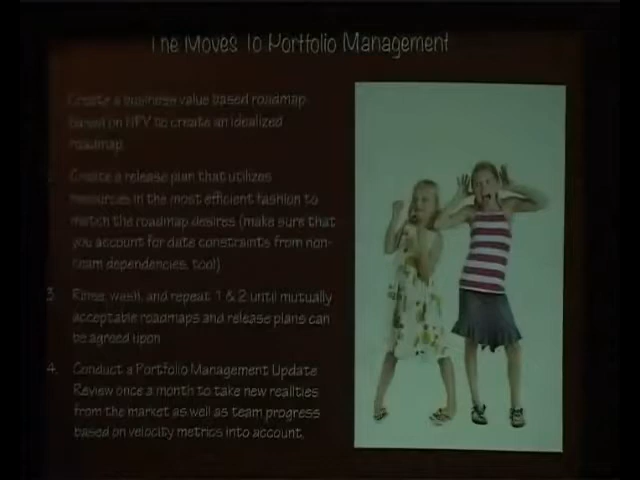 The Moves To Portfolio Management
Create a business value based roadmap
based on NPV to create an idealized
roadmap
Create a release plan that utilizes
resources in the most efficient fashion to
match the roadmap desires (make sure that
you account for date constraints from non-
team dependencies, too!)
3. Rinse, wash, and repeat 1 & 2 until mutually
acceptable roadmaps and release plans can
be agreed upon
4. Conduct a Portfolio Management Update
Review once a month to take new realities
from the market as well as team progress
based on velocity metrics into account.